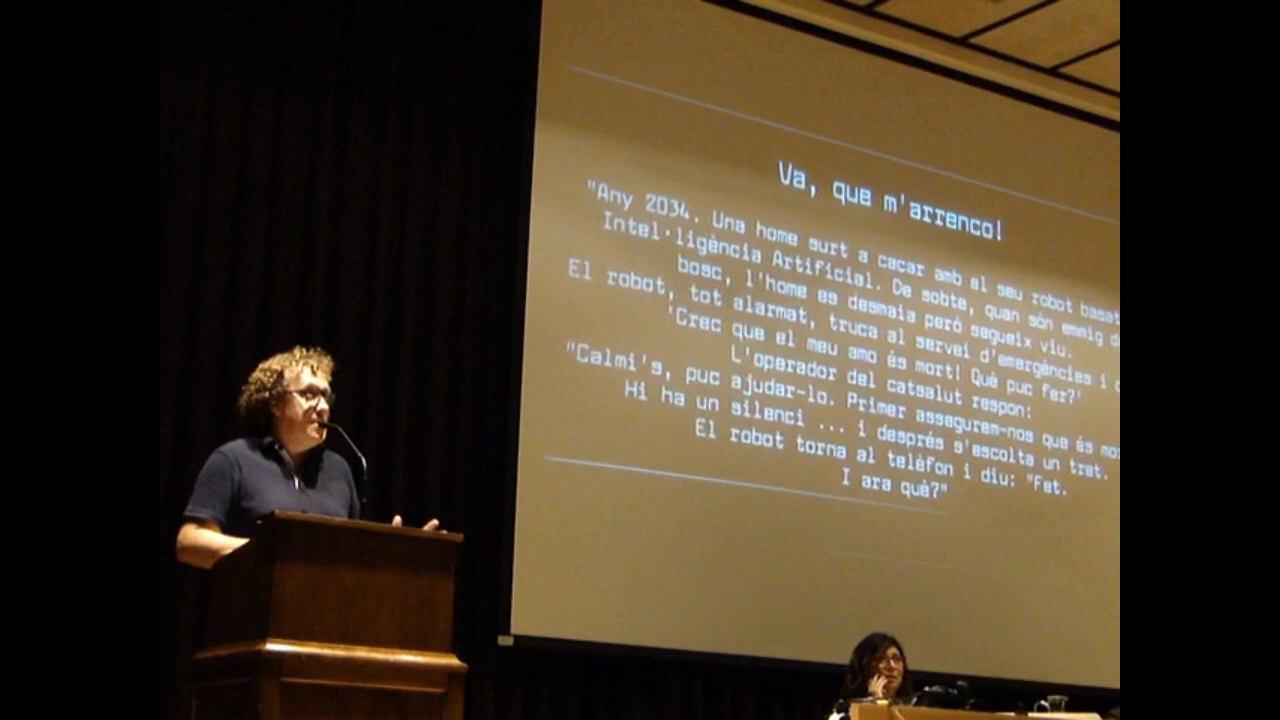 Va, que m'arrenco!
"Any 2034. Una home surt a caçar amb el seu robot basat
Intel·ligència Artificial. De sobte, quan són emmig d
bosc, l'home es desmaia però segueix viu.
El robot, tot alarmat, truca al servei d'emergències i
'Crec que el meu amo és mort! Què puc fer?'
L'operador del catsalut respon:
"Calmi's, puc ajudar-lo. Primer assegurem-nos que és
Hi ha un silenci ... i després s'escolta un tret.
El robot torna al telèfon i diu: "Fet.
I ara què?"